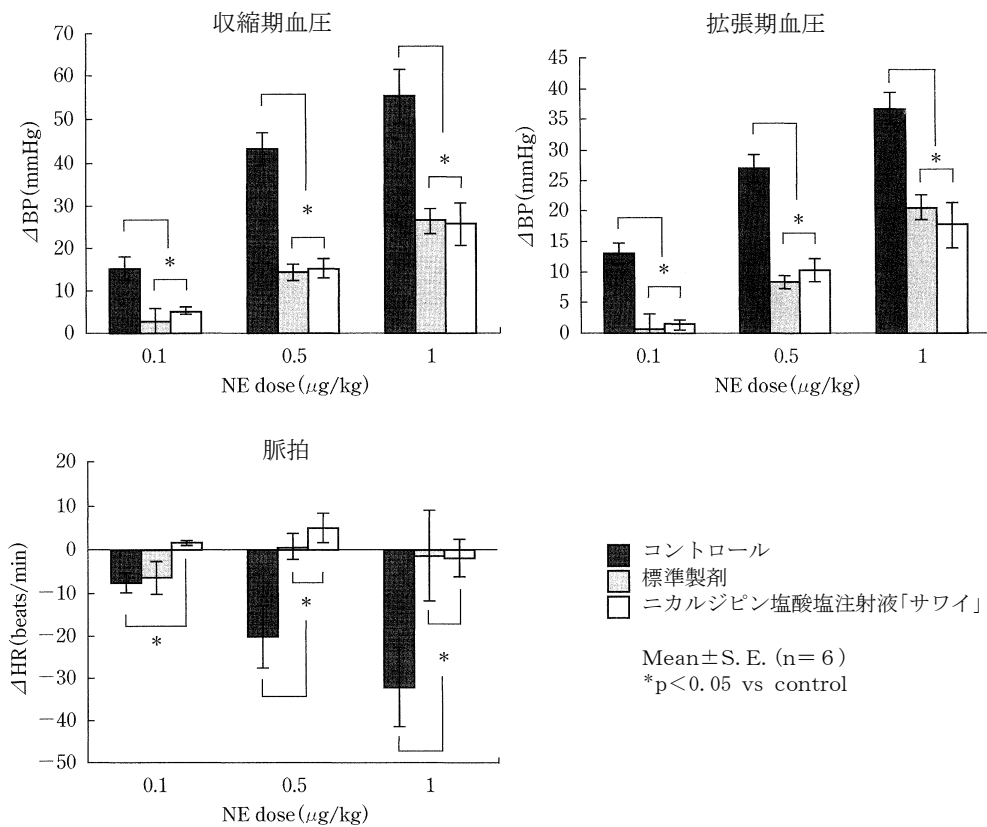 収縮期血圧
70
60
50
40
30
20
10
0
ΔBP(mmHg)
*
*
*
0.1 0.5 1
NE dose(μg/kg)
拡張期血圧
45
40
35
30
25
20
15
10
5
0
ΔBP(mmHg)
*
*
*
0.1 0.5 1
NE dose(μg/kg)
脈拍
20
10
0
−10
−20
−30
−40
−50
ΔHR(beats/min)
*
*
*
0.1 0.5 1
NE dose(μg/kg)
コントロール
標準製剤
ニカルジピン塩酸塩注射液「サワイ」
Mean±S.E.(n=6)
*p<0.05 vs control